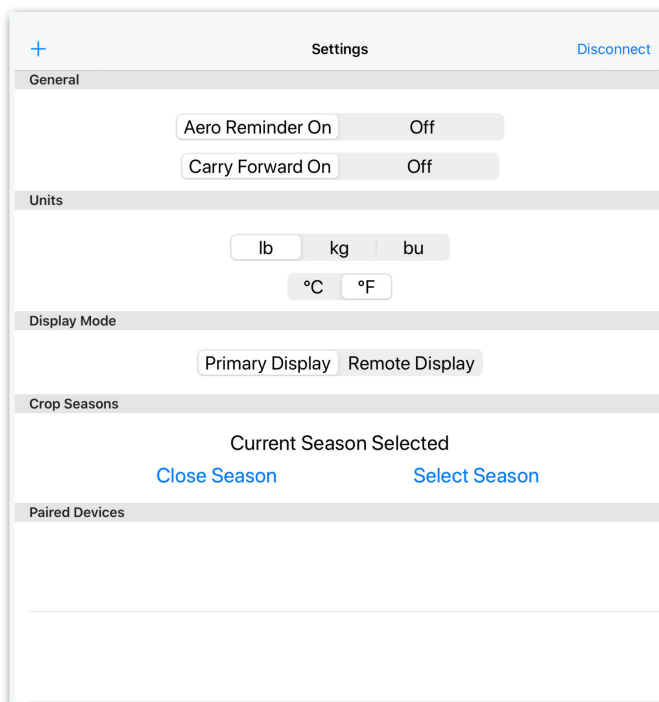 + Settings Disconnect
General
Aero Reminder On Off
Carry Forward On Off
Units
lb kg bu
°C °F
Display Mode
Primary Display Remote Display
Crop Seasons
Current Season Selected
Close Season Select Season
Paired Devices